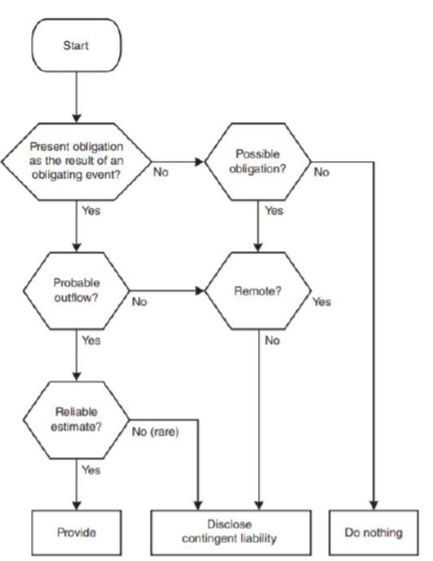 Start
Present obligation
as the result of an
obligating event?
No
Possible
obligation?
No
Yes
Yes
Probable
outflow?
No
Remote?
Yes
Yes
No
Reliable
estimate?
No (rare)
Yes
Provide
Disclose
contingent liability
Do nothing